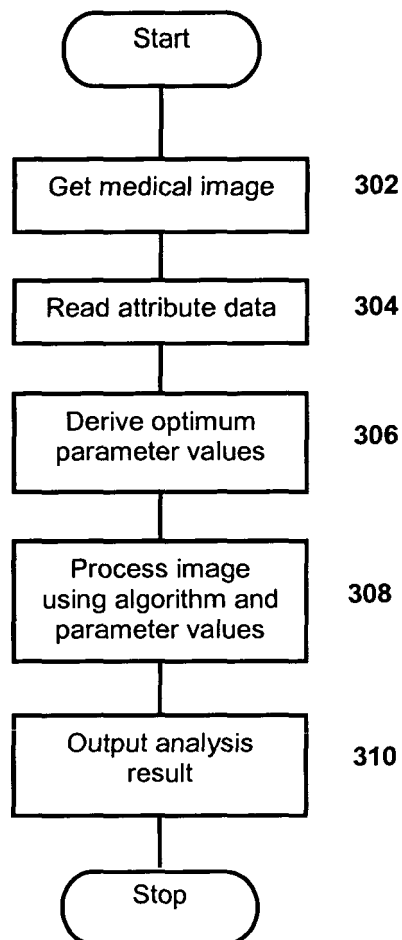 Start
Get medical image 302
Read attribute data 304
Derive optimum
parameter values 306
Process image
using algorithm and
parameter values 308
Output analysis
result 310
Stop